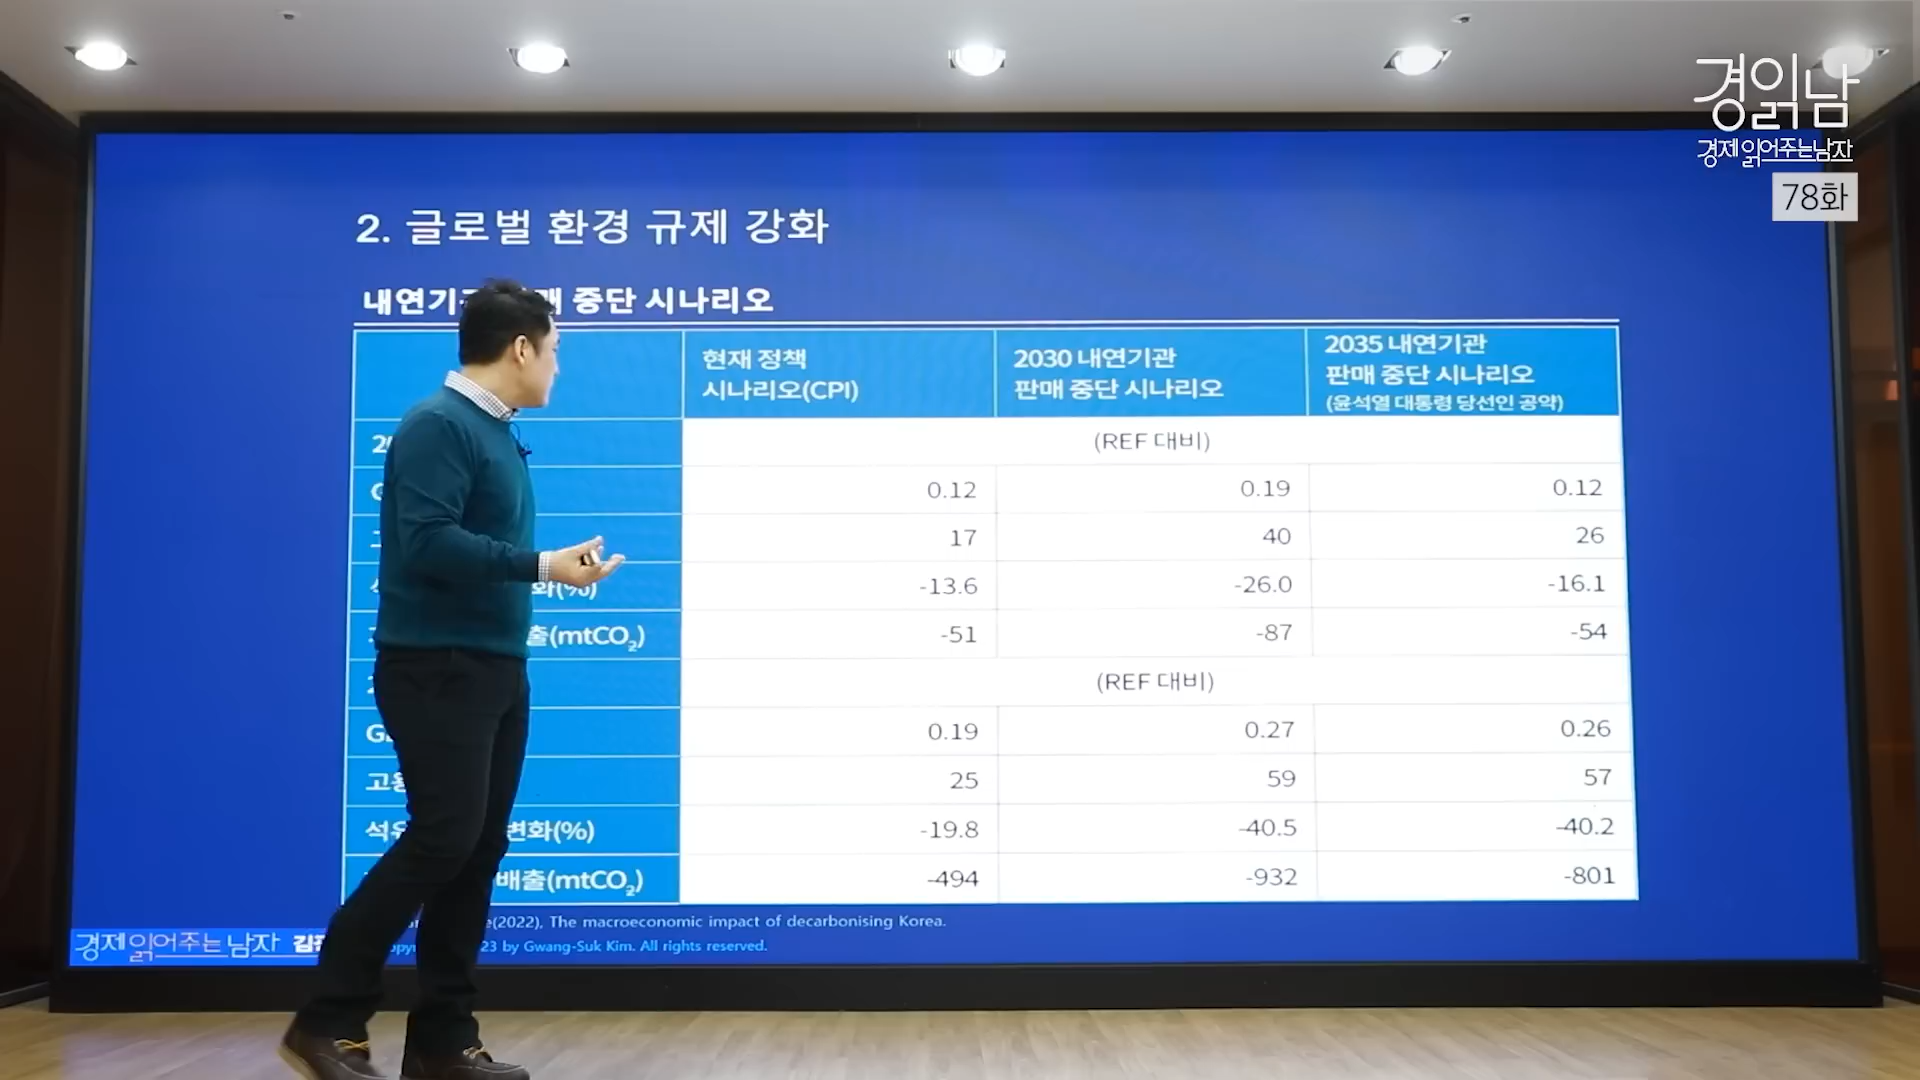 경읽남
경제 읽어주는 남자
78화
2. 글로벌 환경 규제 강화
중단 시나리오
현재 정책
시나리오(CPI)
2030 내연기관
판매 중단 시나리오
2035 내연기관
판매 중단 시나리오
(윤석열 대통령 당선인 공약)
(REF 대비)
0.12 0.19 0.12
17 40 26
화(%) -13.6 -26.0 -16.1
출(mtCO₂) -51 -87 -54
(REF 대비)
0.19 0.27 0.26
25 59 57
변화(%) -19.8 -40.5 -40.2
배출(mtCO₂) -494 -932 -801
(2022), The macroeconomic impact of decarbonising Korea.
23 by Gwang-Suk Kim. All rights reserved.
경제 읽어주는 남자